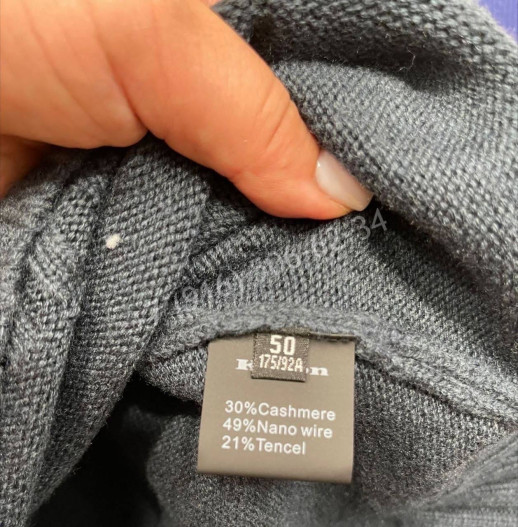 50
175/92A
30%Cashmere
49%Nano wire
21%Tencel